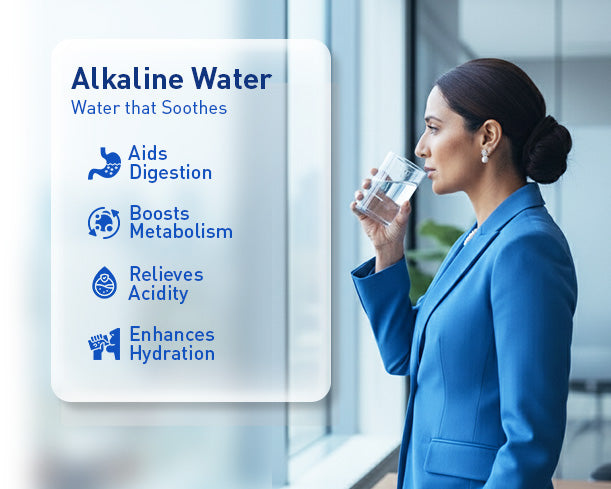 Alkaline Water
Water that Soothes
Aids
Digestion
Boosts
Metabolism
Relieves
Acidity
Enhances
Hydration